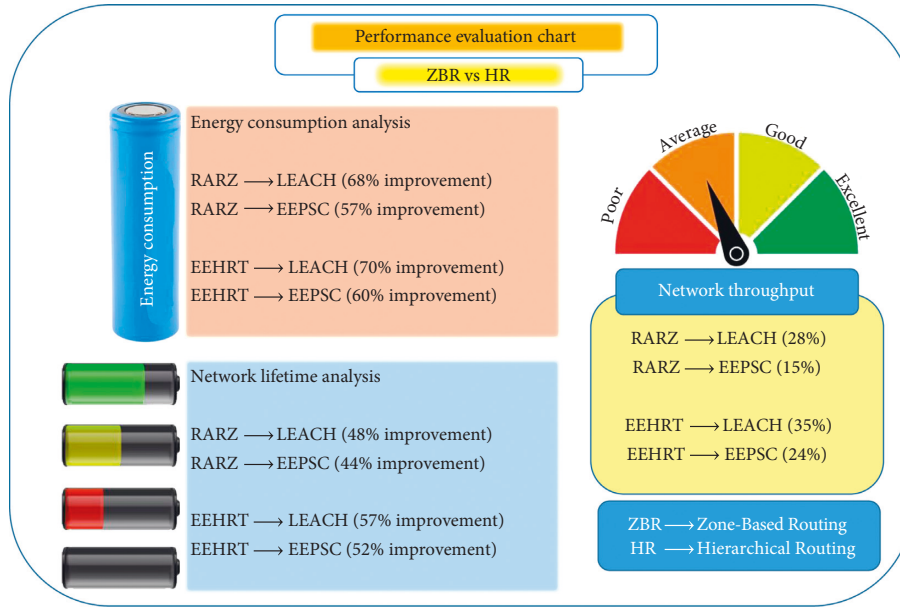 Performance evaluation chart
ZBR vs HR
Energy consumption
Energy consumption analysis
RARZ ⟶ LEACH (68% improvement)
RARZ ⟶ EEPSC (57% improvement)
EEHRT ⟶ LEACH (70% improvement)
EEHRT ⟶ EEPSC (60% improvement)
Network lifetime analysis
RARZ ⟶ LEACH (48% improvement)
RARZ ⟶ EEPSC (44% improvement)
EEHRT ⟶ LEACH (57% improvement)
EEHRT ⟶ EEPSC (52% improvement)
Poor
Average
Good
Excellent
Network throughput
RARZ ⟶ LEACH (28%)
RARZ ⟶ EEPSC (15%)
EEHRT ⟶ LEACH (35%)
EEHRT ⟶ EEPSC (24%)
ZBR ⟶ Zone-Based Routing
HR ⟶ Hierarchical Routing